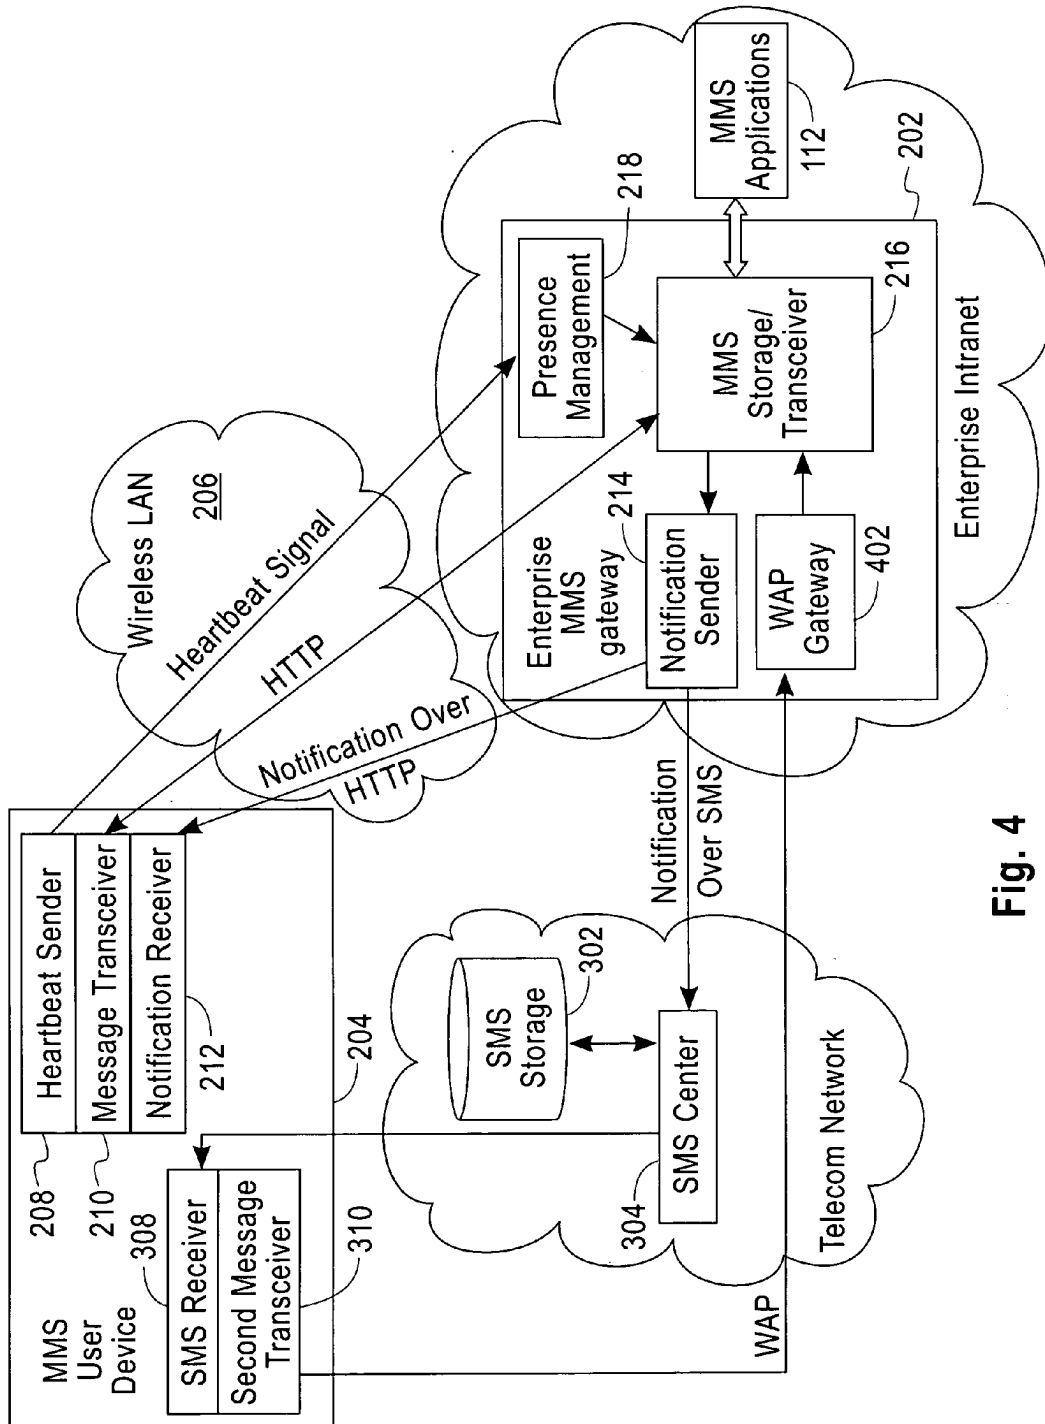 MMS
User
Device
208
Heartbeat Sender
210
Message Transceiver
Notification Receiver
212
308
SMS Receiver
Second Message
Transceiver
310
204
Wireless LAN
206
Heartbeat Signal
HTTP
Notification Over
HTTP
SMS
Storage
302
SMS Center
304
Telecom Network
Notification
Over SMS
WAP
Enterprise
MMS
gateway
Presence
Management
218
MMS
Storage/
Transceiver
216
Notification
Sender
214
WAP
Gateway
402
MMS
Applications
112
202
Enterprise Intranet
Fig. 4